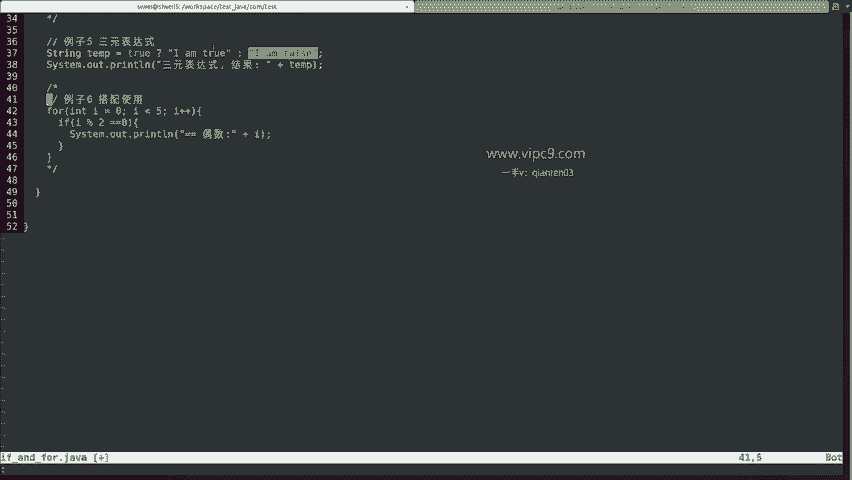 siwei@siwei15: /workspace/test_java/com/test
34 */
35
36 // 例子5 三元表达式
37 String temp = true ? "I am true" : "I am false";
38 System.out.println("三元表达式, 结果: " + temp);
39
40 /*
41 // 例子6 搭配使用
42 for(int i = 0; i < 5; i++){
43 if(i % 2 ==0){
44 System.out.println("== 偶数:" + i);
45 }
46 }
47 */
48
49 }
50
51
52 }
www.vipc9.com
一手v: qianren03
if_and_for.java [+] 41,5 Bot
: